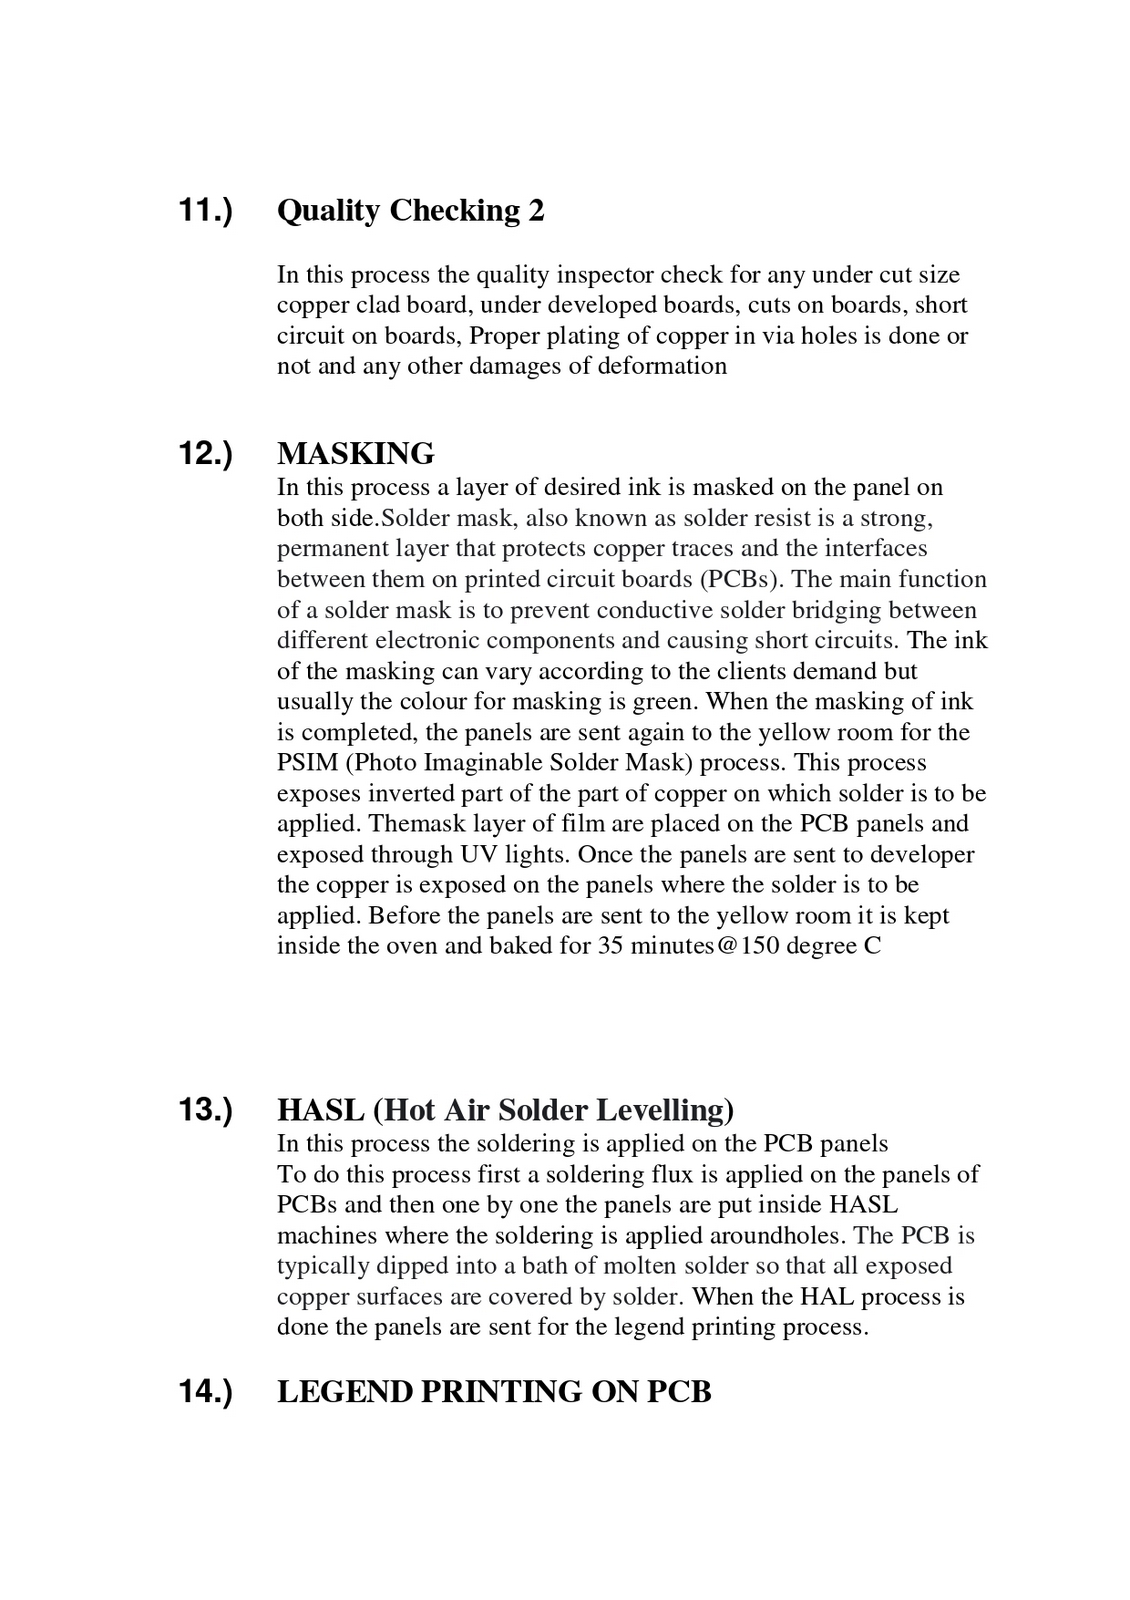 11.) Quality Checking 2
In this process the quality inspector check for any under cut size
copper clad board, under developed boards, cuts on boards, short
circuit on boards, Proper plating of copper in via holes is done or
not and any other damages of deformation
12.) MASKING
In this process a layer of desired ink is masked on the panel on
both side.Solder mask, also known as solder resist is a strong,
permanent layer that protects copper traces and the interfaces
between them on printed circuit boards (PCBs). The main function
of a solder mask is to prevent conductive solder bridging between
different electronic components and causing short circuits. The ink
of the masking can vary according to the clients demand but
usually the colour for masking is green. When the masking of ink
is completed, the panels are sent again to the yellow room for the
PSIM (Photo Imaginable Solder Mask) process. This process
exposes inverted part of the part of copper on which solder is to be
applied. Themask layer of film are placed on the PCB panels and
exposed through UV lights. Once the panels are sent to developer
the copper is exposed on the panels where the solder is to be
applied. Before the panels are sent to the yellow room it is kept
inside the oven and baked for 35 minutes@150 degree C
13.) HASL (Hot Air Solder Levelling)
In this process the soldering is applied on the PCB panels
To do this process first a soldering flux is applied on the panels of
PCBs and then one by one the panels are put inside HASL
machines where the soldering is applied aroundholes. The PCB is
typically dipped into a bath of molten solder so that all exposed
copper surfaces are covered by solder. When the HAL process is
done the panels are sent for the legend printing process.
14.) LEGEND PRINTING ON PCB